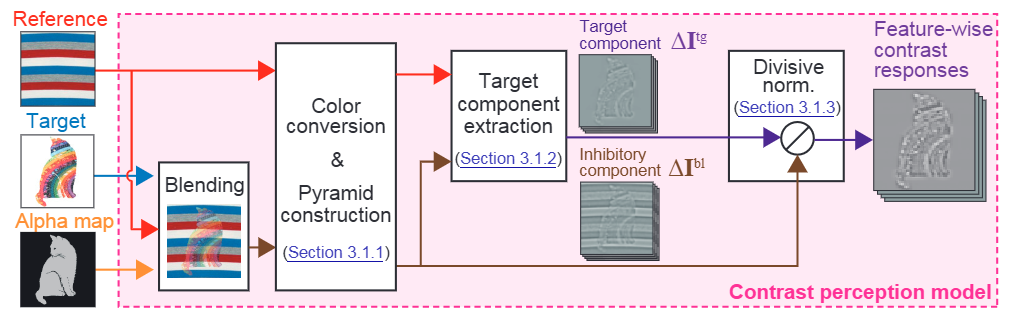 Reference
Target
Alpha map
Blending
Color
conversion
&
Pyramid
construction
(Section 3.1.1)
Target
component
extraction
(Section 3.1.2)
Target
component ΔI^tg
Inhibitory
component ΔI^bl
Divisive
norm.
(Section 3.1.3)
Feature-wise
contrast
responses
Contrast perception model